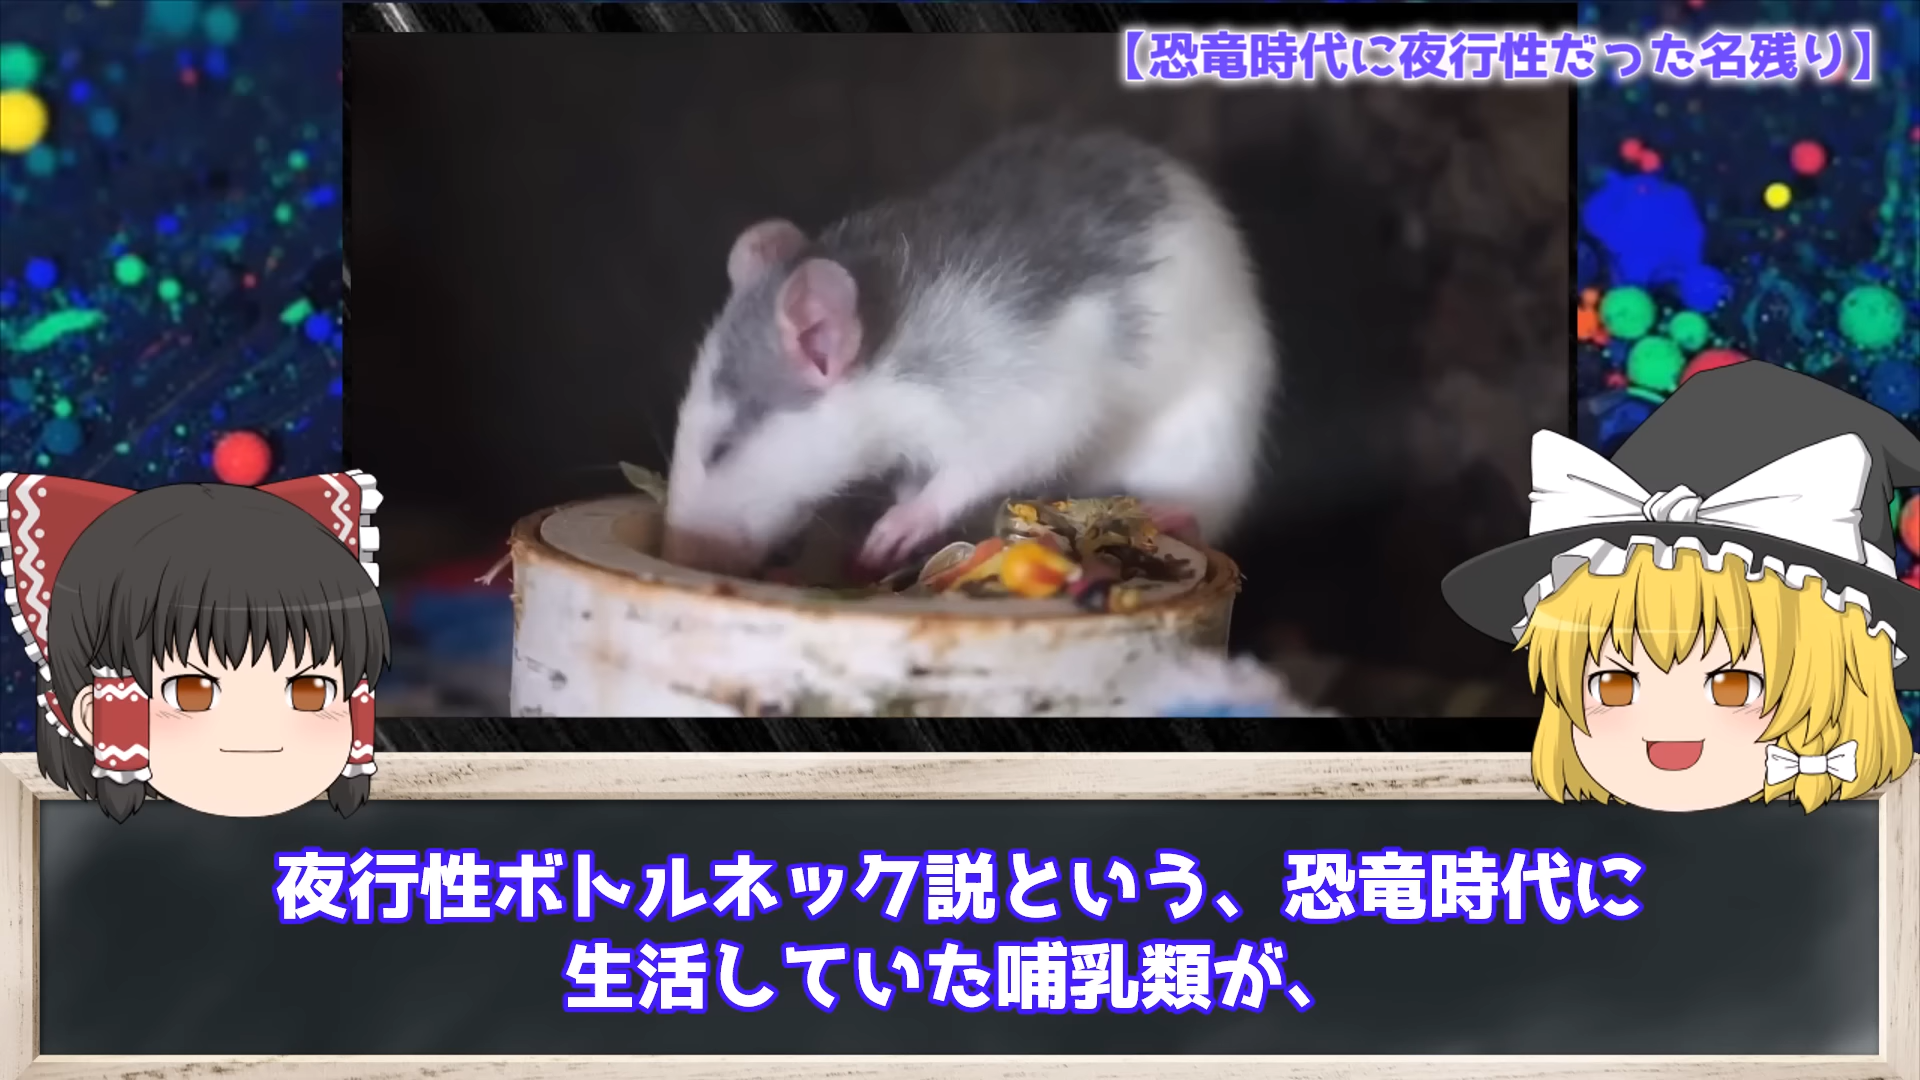 【恐竜時代に夜行性だった名残り】
夜行性ボトルネック説という、恐竜時代に
生活していた哺乳類が、